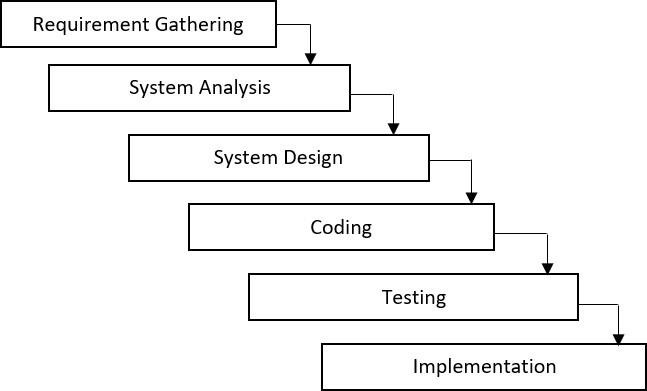 Requirement Gathering
System Analysis
System Design
Coding
Testing
Implementation